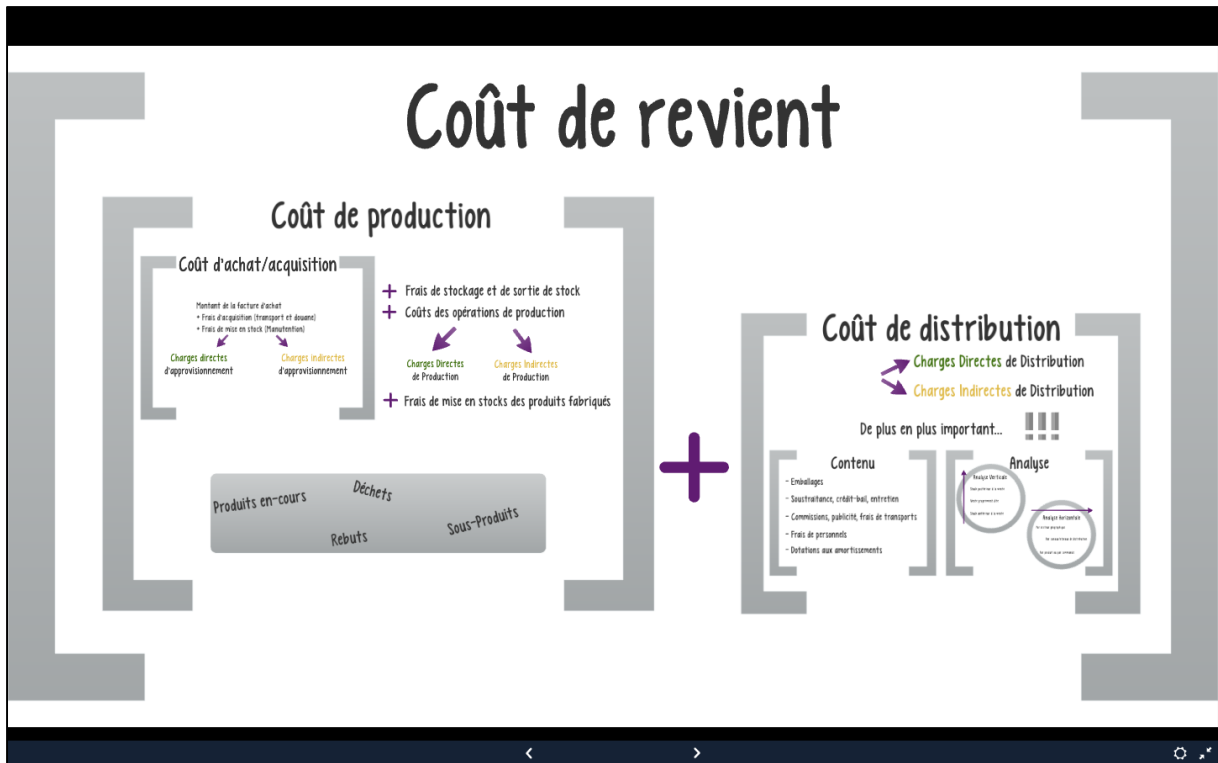 Coût de revient
Coût de production
Coût d'achat/acquisition
Montant de la facture d'achat
+ Frais d'acquisition (transport et douane)
+ Frais de mise en stock (Manutention)
Charges directes
d'approvisionnement
Charges indirectes
d'approvisionnement
+ Frais de stockage et de sortie de stock
+ Coûts des opérations de production
Charges Directes
de Production
Charges Indirectes
de Production
+ Frais de mise en stocks des produits fabriqués
Produits en-cours
Déchets
Rebuts
Sous-Produits
+
Coût de distribution
Charges Directes de Distribution
Charges Indirectes de Distribution
De plus en plus important... !!!
Contenu
- Emballages
- Soustraitance, crédit-bail, entretien
- Commissions, publicité, frais de transports
- Frais de personnels
- Dotations aux amortissements
Analyse
Analyse Verticale
Analyse Horizontale